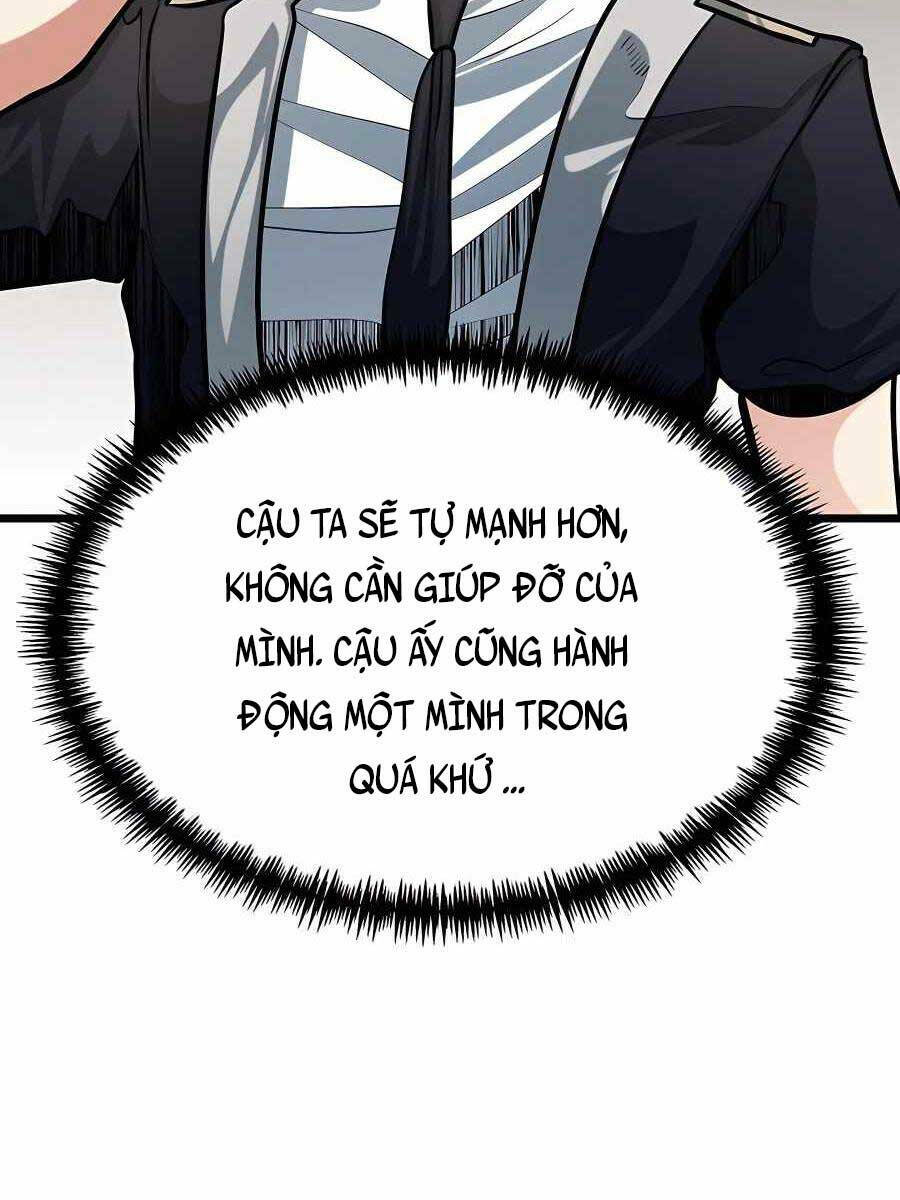 CẬU TA SẼ TỰ MẠNH HƠN,
KHÔNG CẦN GIÚP ĐỠ CỦA
MÌNH. CẬU ẤY CŨNG HÀNH
ĐỘNG MỘT MÌNH TRONG
QUÁ KHỨ ...